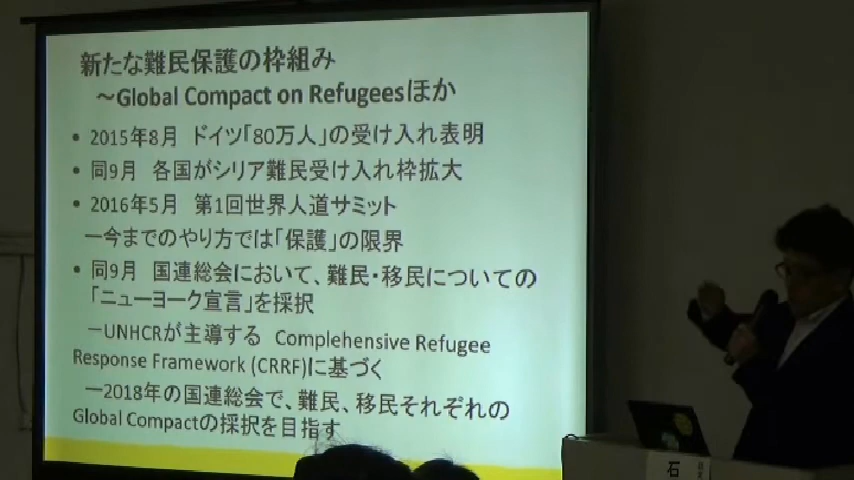 新たな難民保護の枠組み
～Global Compact on Refugeesほか
• 2015年8月 ドイツ「80万人」の受け入れ表明
• 同9月 各国がシリア難民受け入れ枠拡大
• 2016年5月 第1回世界人道サミット
―今までのやり方では「保護」の限界
• 同9月 国連総会において、難民・移民についての
「ニューヨーク宣言」を採択
―UNHCRが主導する Complehensive Refugee
Response Framework (CRRF)に基づく
―2018年の国連総会で、難民、移民それぞれの
Global Compactの採択を目指す
石